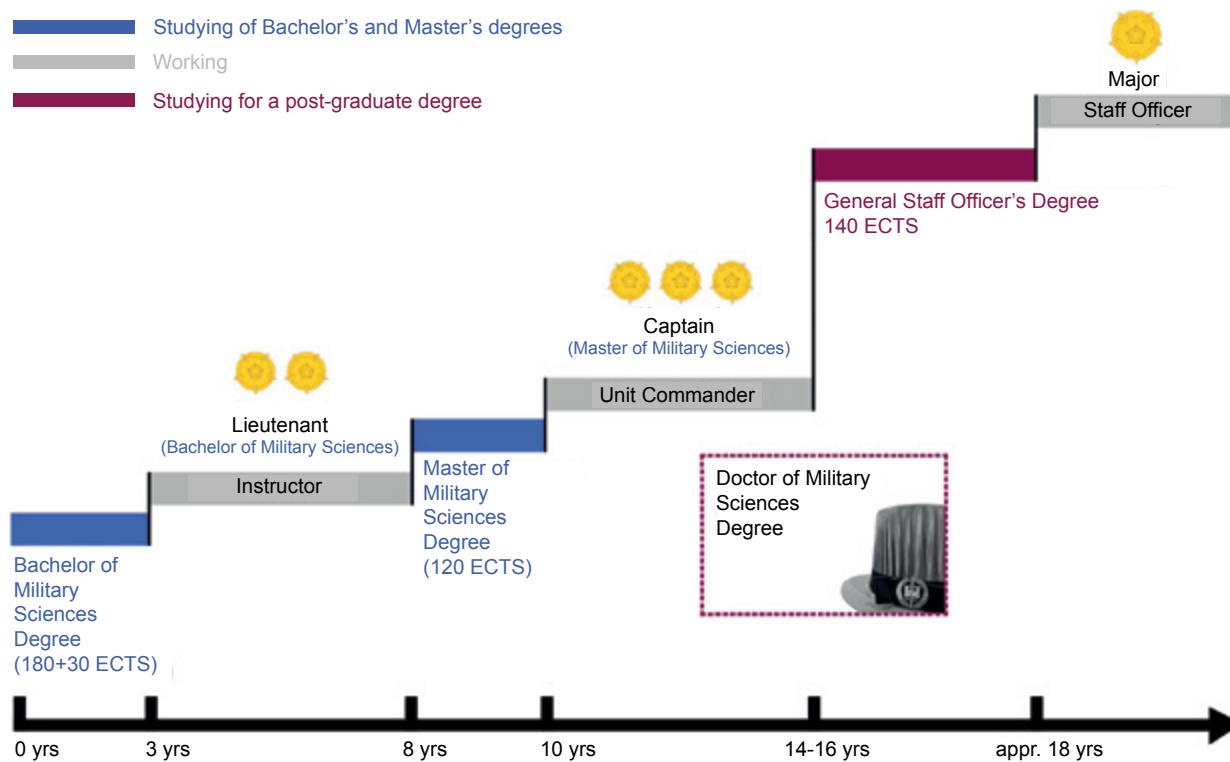 Studying of Bachelor's and Master's degrees
Working
Studying for a post-graduate degree
Major
Staff Officer
General Staff Officer's Degree
140 ECTS
Captain
(Master of Military Sciences)
Unit Commander
Lieutenant
(Bachelor of Military Sciences)
Instructor
Master of
Military
Sciences
Degree
(120 ECTS)
Doctor of Military
Sciences
Degree
Bachelor of
Military
Sciences
Degree
(180+30 ECTS)
0 yrs
3 yrs
8 yrs
10 yrs
14-16 yrs
appr. 18 yrs